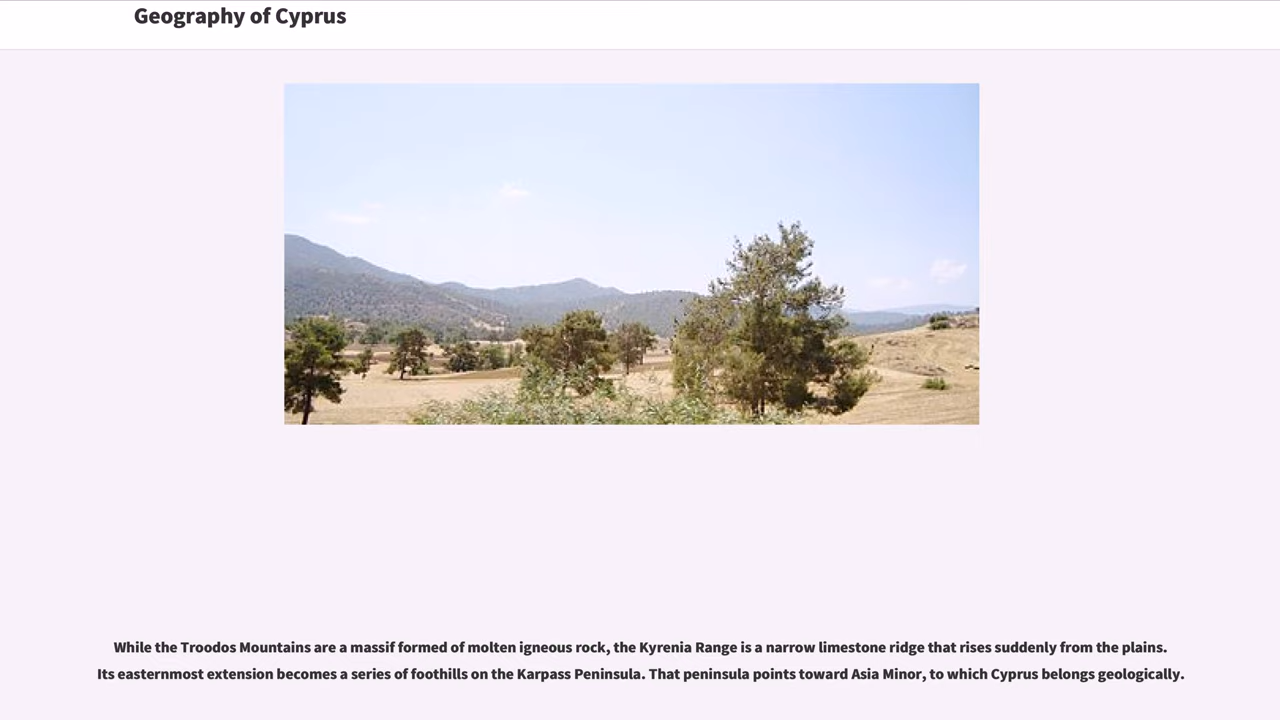 Geography of Cyprus
While the Troodos Mountains are a massif formed of molten igneous rock, the Kyrenia Range is a narrow limestone ridge that rises suddenly from the plains.
Its easternmost extension becomes a series of foothills on the Karpass Peninsula. That peninsula points toward Asia Minor, to which Cyprus belongs geologically.